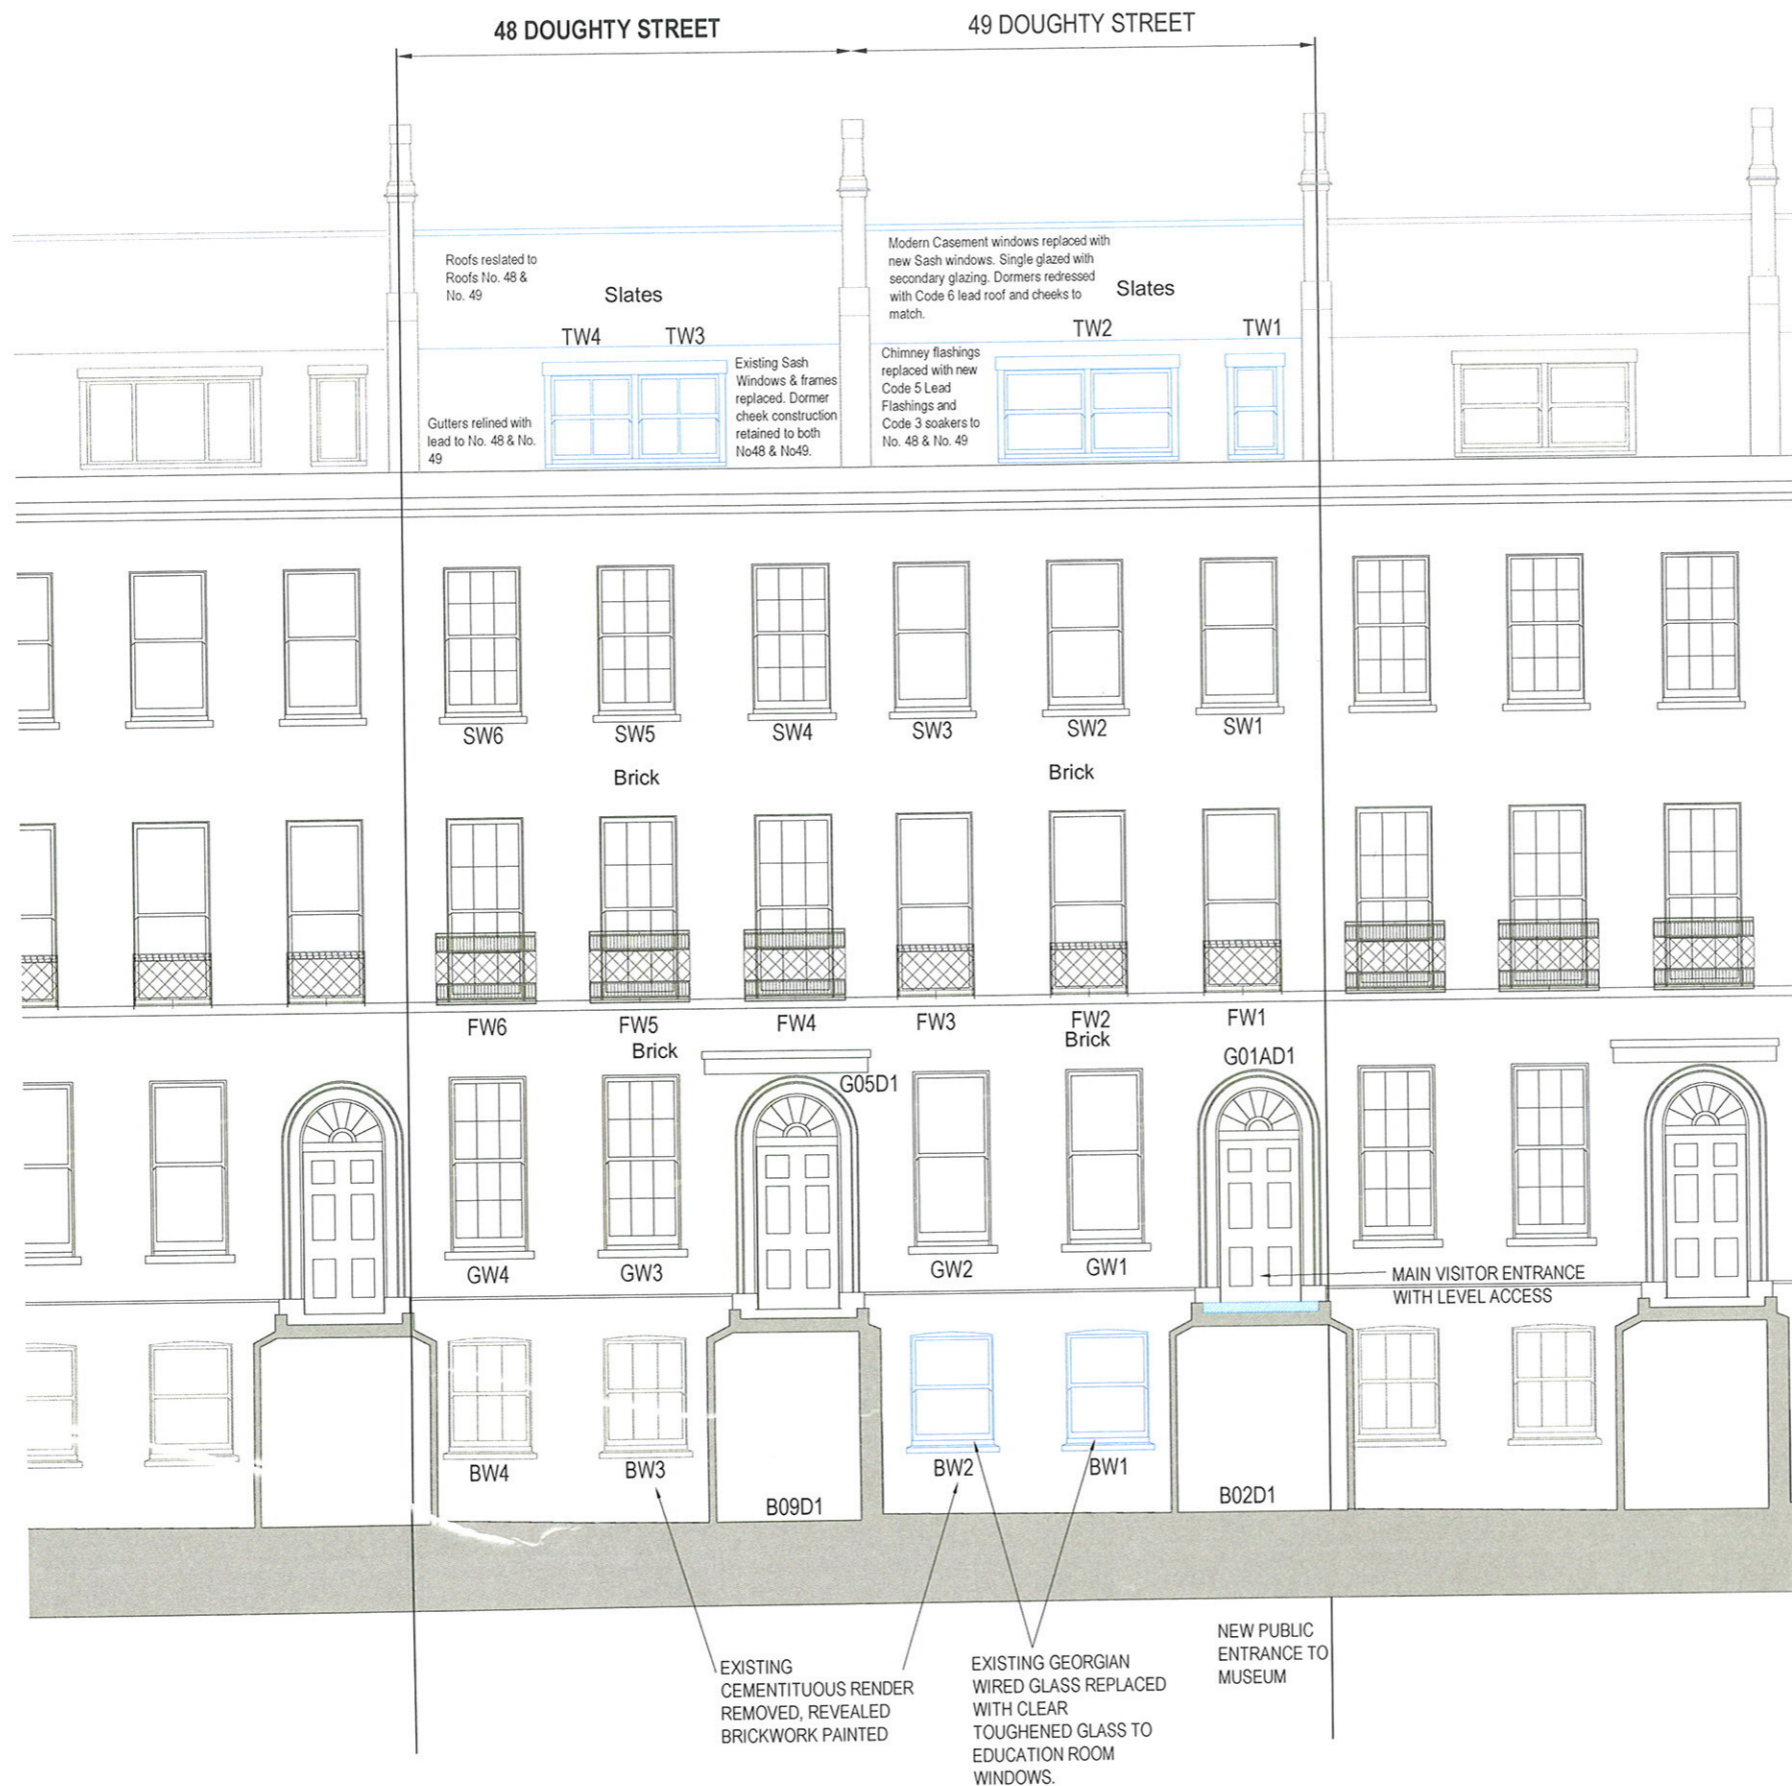 48 DOUGHTY STREET
49 DOUGHTY STREET
Roofs reslated to
Roofs No. 48 &
No. 49
Slates
Modern Casement windows replaced with
new Sash windows. Single glazed with
secondary glazing. Dormers redressed
with Code 6 lead roof and cheeks to
match.
Slates
TW4
TW3
TW2
TW1
Gutters relined with
lead to No. 48 & No.
49
Existing Sash
Windows & frames
replaced. Dormer
cheek construction
retained to both
No48 & No49.
Chimney flashings
replaced with new
Code 5 Lead
Flashings and
Code 3 soakers to
No. 48 & No. 49
SW6
SW5
SW4
SW3
SW2
SW1
Brick
Brick
FW6
FW5
FW4
FW3
FW2
FW1
Brick
Brick
G05D1
G01AD1
GW4
GW3
GW2
GW1
MAIN VISITOR ENTRANCE
WITH LEVEL ACCESS
BW4
BW3
BW2
BW1
B09D1
B02D1
EXISTING
CEMENTITUOUS RENDER
REMOVED, REVEALED
BRICKWORK PAINTED
EXISTING GEORGIAN
WIRED GLASS REPLACED
WITH CLEAR
TOUGHENED GLASS TO
EDUCATION ROOM
WINDOWS.
NEW PUBLIC
ENTRANCE TO
MUSEUM